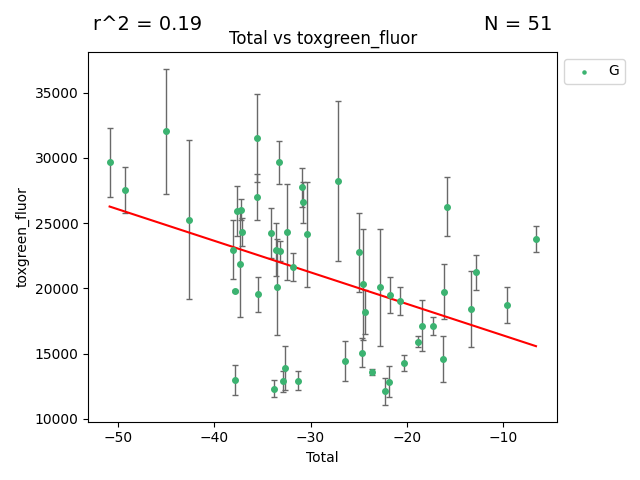 r^2 = 0.19
N = 51
Total vs toxgreen_fluor
G
35000
30000
25000
20000
15000
10000
toxgreen_fluor
−50 −40 −30 −20 −10
Total